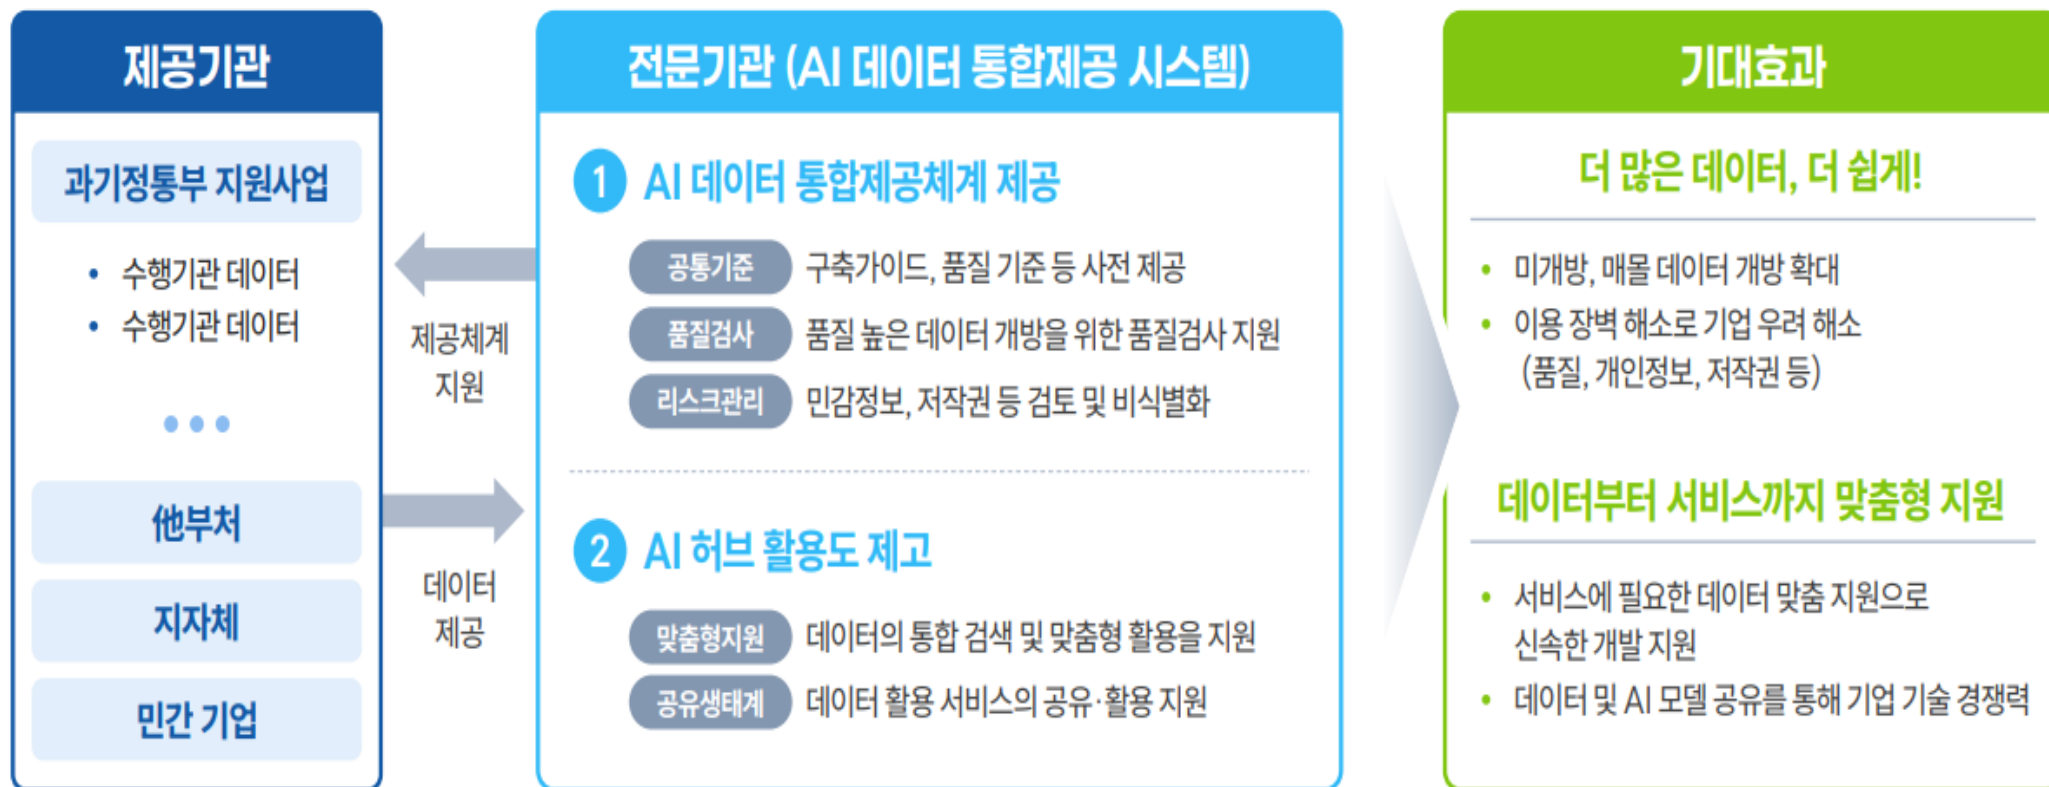 제공기관
과기정통부 지원사업
• 수행기관 데이터
• 수행기관 데이터
他부처
지자체
민간 기업
제공체계
지원
데이터
제공
전문기관 (AI 데이터 통합제공 시스템)
1 AI 데이터 통합제공체계 제공
공통기준 구축가이드, 품질 기준 등 사전 제공
품질검사 품질 높은 데이터 개방을 위한 품질검사 지원
리스크관리 민감정보, 저작권 등 검토 및 비식별화
2 AI 허브 활용도 제고
맞춤형지원 데이터의 통합 검색 및 맞춤형 활용을 지원
공유생태계 데이터 활용 서비스의 공유·활용 지원
기대효과
더 많은 데이터, 더 쉽게!
• 미개방, 매몰 데이터 개방 확대
• 이용 장벽 해소로 기업 우려 해소
(품질, 개인정보, 저작권 등)
데이터부터 서비스까지 맞춤형 지원
• 서비스에 필요한 데이터 맞춤 지원으로
신속한 개발 지원
• 데이터 및 AI 모델 공유를 통해 기업 기술 경쟁력